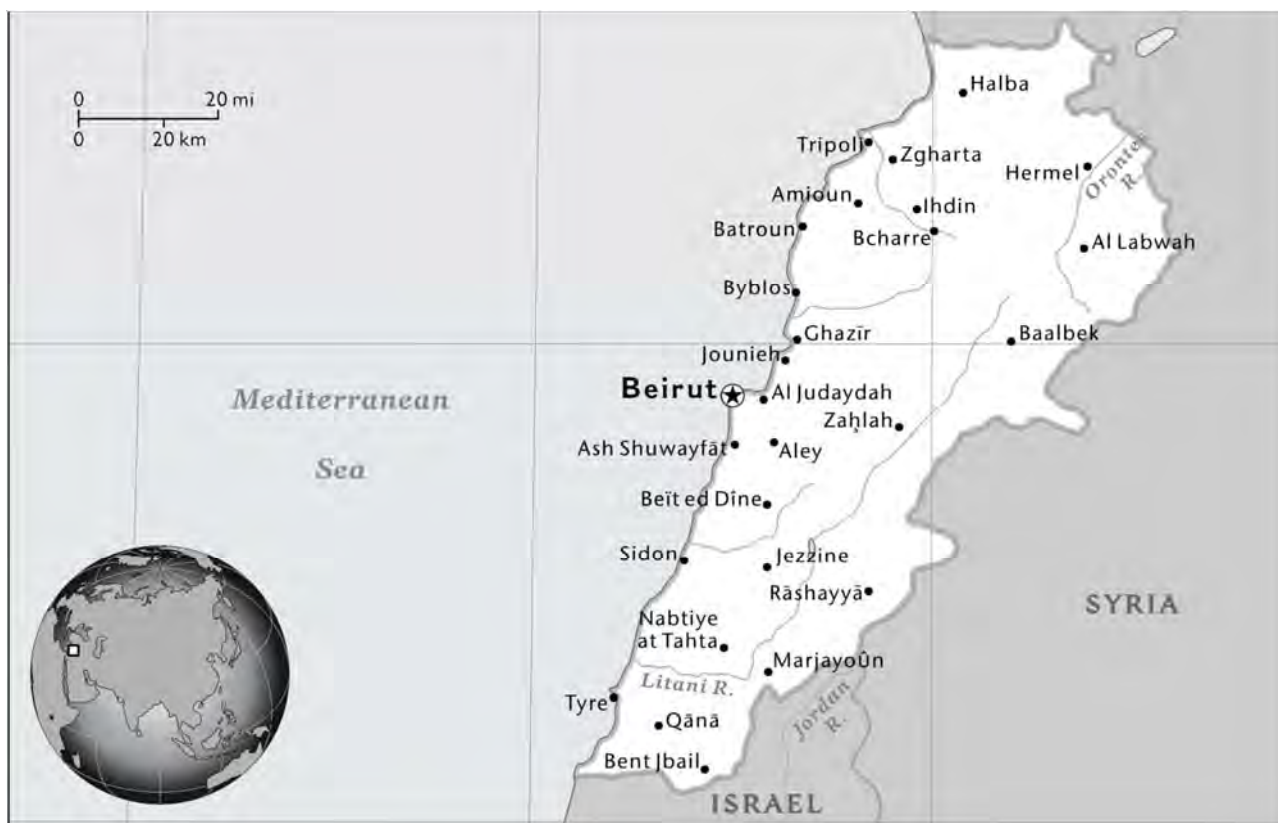 0 20 mi
0 20 km
Halba
Tripoli
Zgharta
Hermel
Orontes
R.
Amioun
Ihdin
Batroun
Bcharre
Al Labwah
Byblos
Ghazīr
Baalbek
Jounieh
Beirut
Al Judaydah
Mediterranean
Sea
Zaḩlah
Ash Shuwayfāt
Aley
Beït ed Dîne
Sidon
Jezzine
Rāshayyā
SYRIA
Nabtiye
at Tahta
Marjayoûn
Litani R.
Tyre
Jordan
R.
Qānā
Bent Jbail
ISRAEL